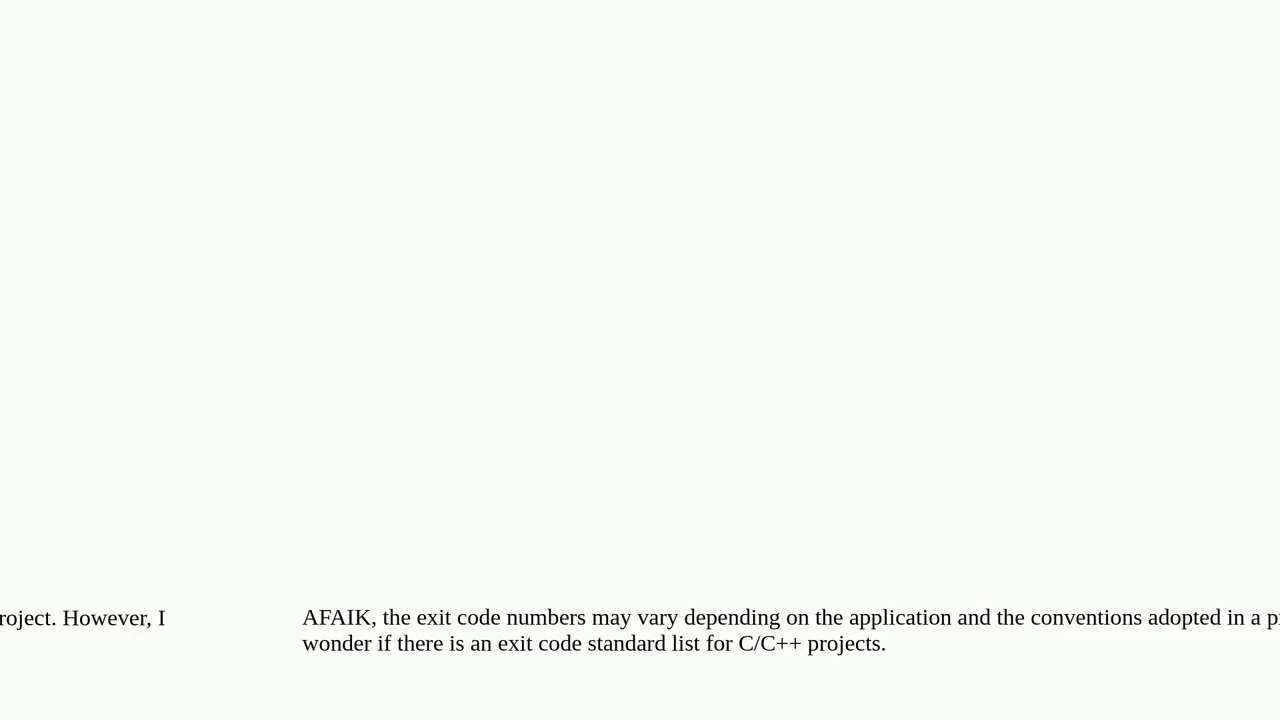 roject. However, I
AFAIK, the exit code numbers may vary depending on the application and the conventions adopted in a p
wonder if there is an exit code standard list for C/C++ projects.